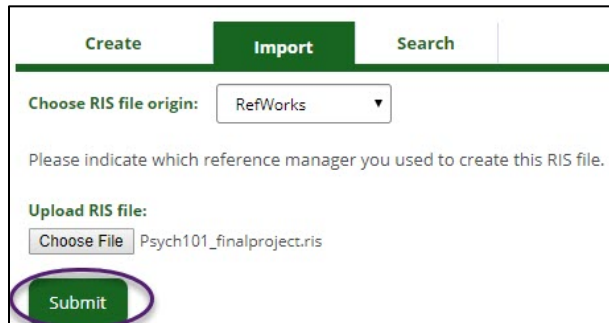 Create Import Search
Choose RIS file origin: RefWorks
Please indicate which reference manager you used to create this RIS file.
Upload RIS file:
Choose File Psych101_finalproject.ris
Submit